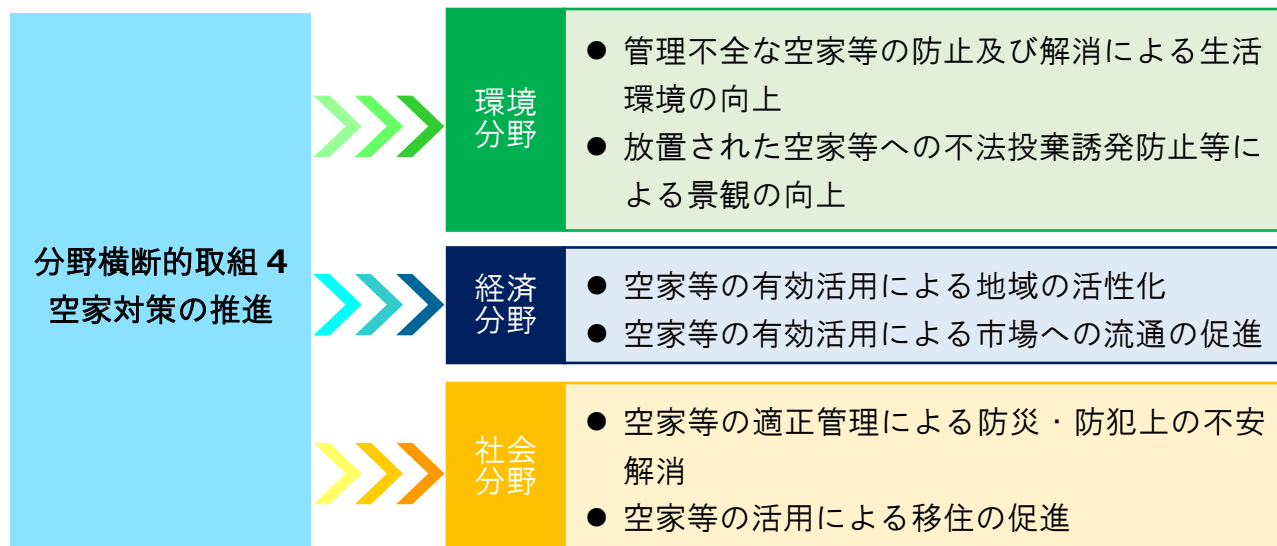 分野横断的取組 4
空家対策の推進
環境
分野
● 管理不全な空家等の防止及び解消による生活
環境の向上
● 放置された空家等への不法投棄誘発防止等に
よる景観の向上
経済
分野
● 空家等の有効活用による地域の活性化
● 空家等の有効活用による市場への流通の促進
社会
分野
● 空家等の適正管理による防災・防犯上の不安
解消
● 空家等の活用による移住の促進